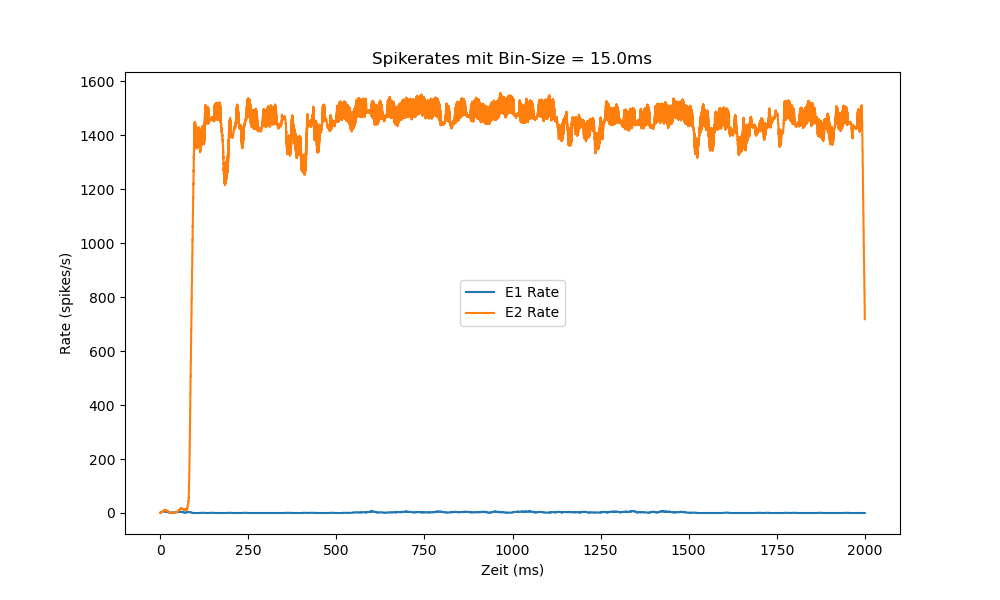 Spikerates mit Bin-Size = 15.0ms
1600
1400
1200
1000
800
600
400
200
0
Rate (spikes/s)
E1 Rate
E2 Rate
0 250 500 750 1000 1250 1500 1750 2000
Zeit (ms)